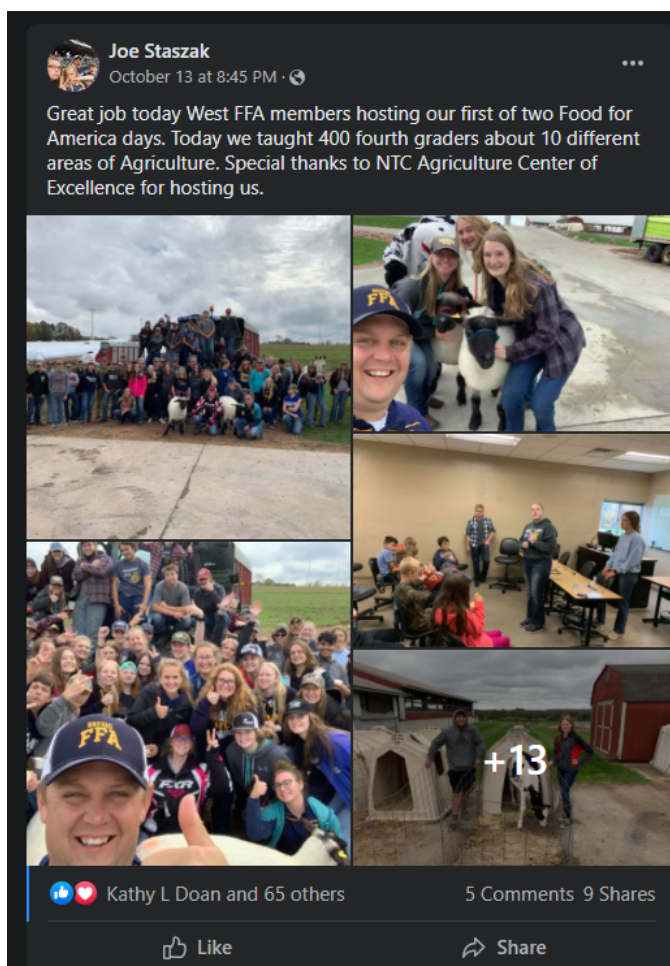 Joe Staszak
October 13 at 8:45 PM ·
Great job today West FFA members hosting our first of two Food for
America days. Today we taught 400 fourth graders about 10 different
areas of Agriculture. Special thanks to NTC Agriculture Center of
Excellence for hosting us.
FFA
FFA
FXR
+13
Kathy L Doan and 65 others
5 Comments 9 Shares
Like
Share